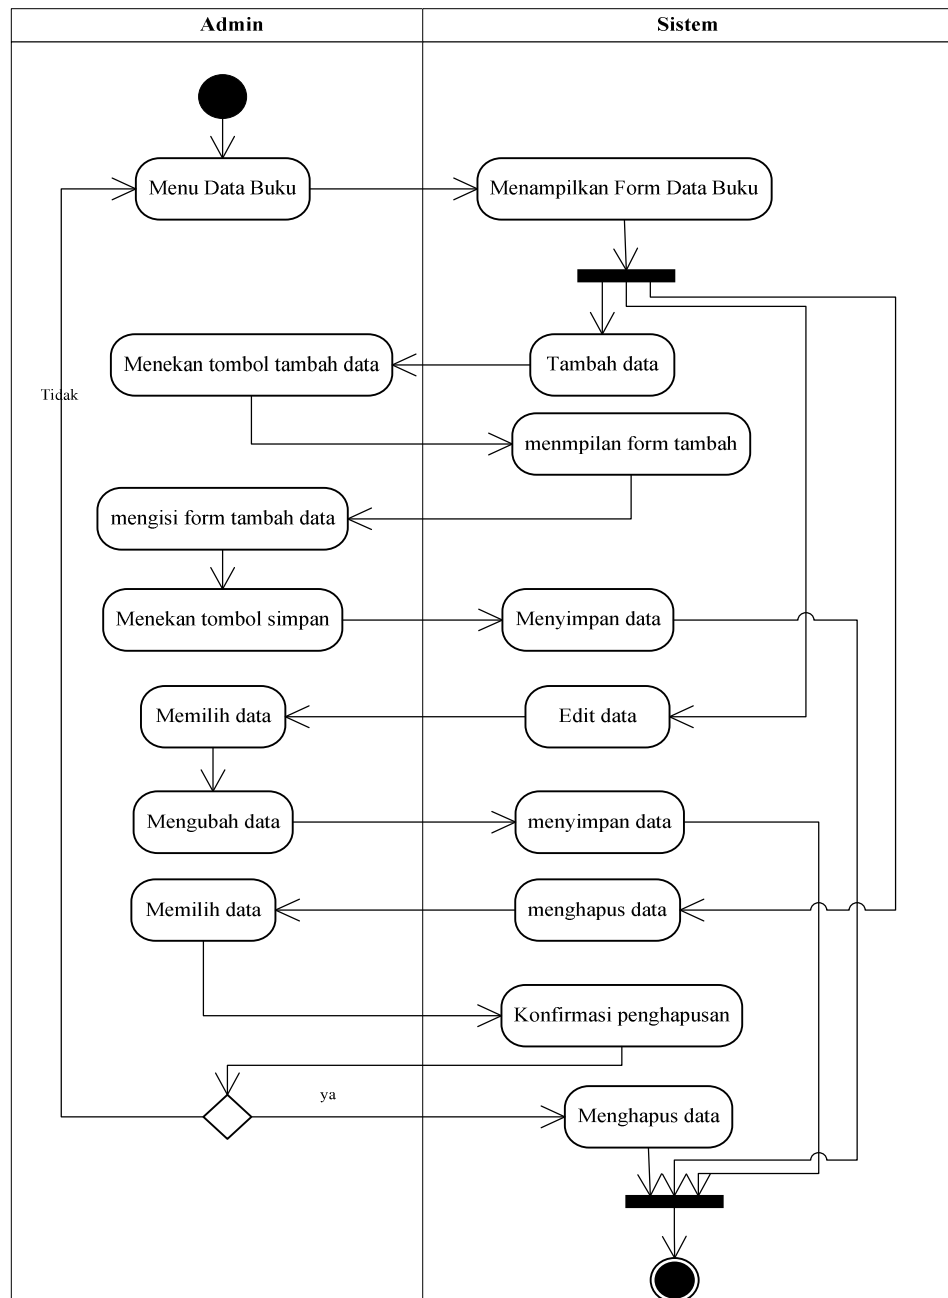 Admin
Sistem
Menu Data Buku
Menampilkan Form Data Buku
Menekan tombol tambah data
Tambah data
Tidak
menmpilan form tambah
mengisi form tambah data
Menekan tombol simpan
Menyimpan data
Memilih data
Edit data
Mengubah data
menyimpan data
Memilih data
menghapus data
Konfirmasi penghapusan
ya
Menghapus data